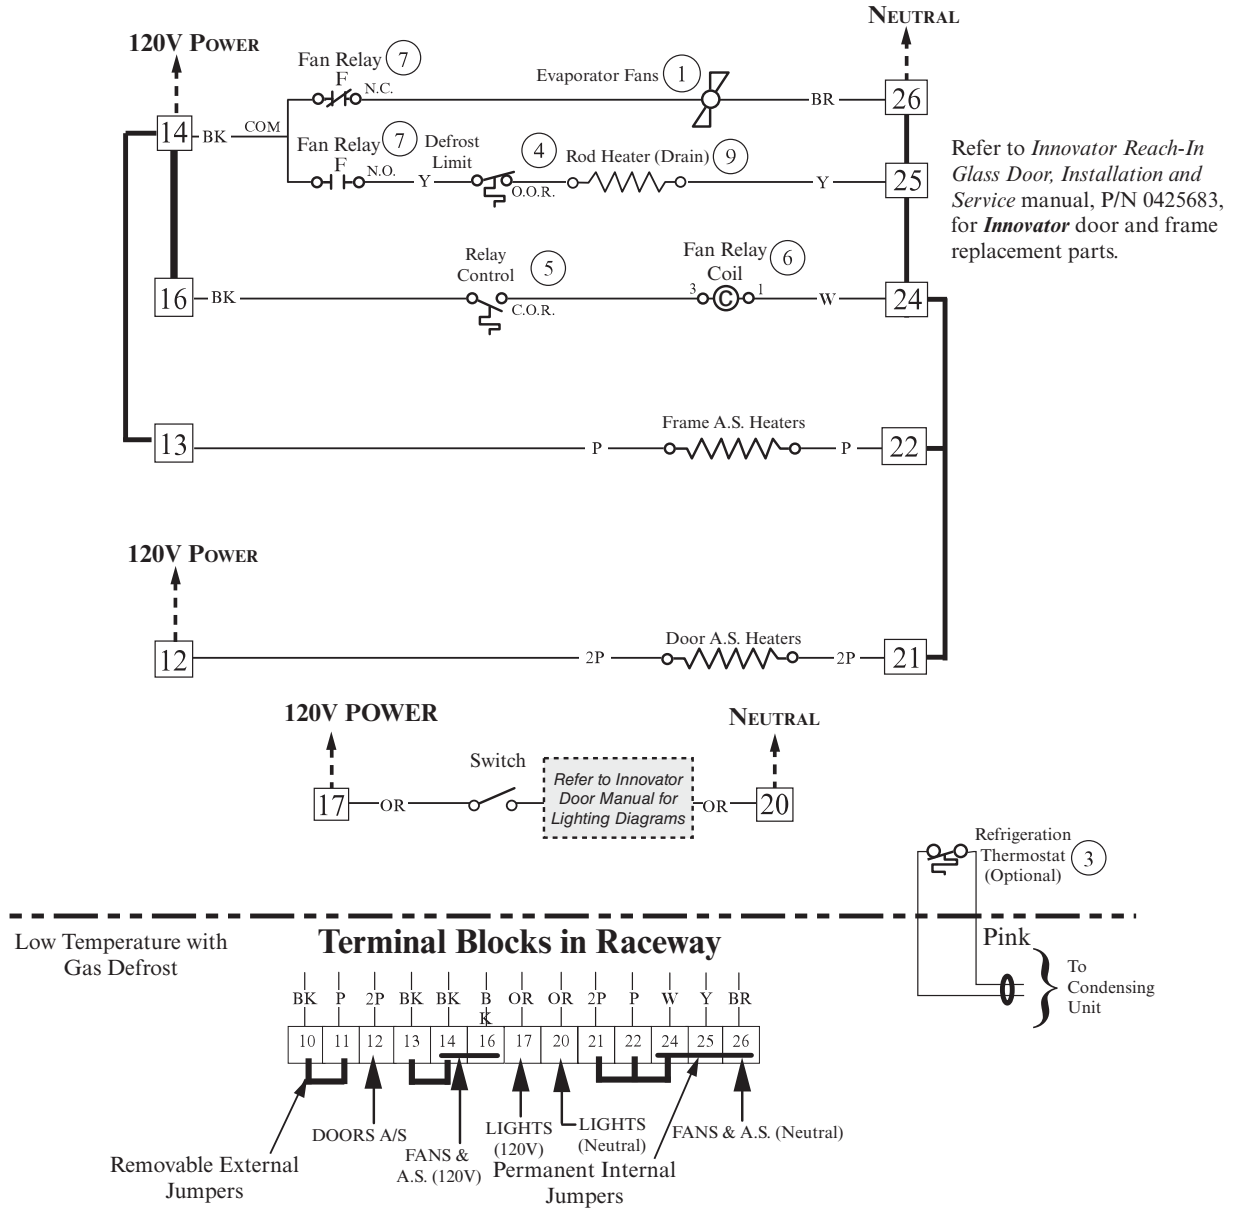 NEUTRAL
120V POWER
Fan Relay 7
F
N.C.
Evaporator Fans 1
14 BK COM
BR 26
Fan Relay 7
F
N.O.
Y
Defrost
Limit
4
O.O.R.
Rod Heater (Drain) 9
Y 25
Refer to Innovator Reach-In
Glass Door, Installation and
Service manual, P/N 0425683,
for Innovator door and frame
replacement parts.
16 BK
Relay
Control
5
C.O.R.
Fan Relay
Coil
6
3 C 1
W 24
Frame A.S. Heaters
13 P P 22
120V POWER
Door A.S. Heaters
12 2P 2P 21
120V POWER
NEUTRAL
Switch
17 OR
Refer to Innovator
Door Manual for
Lighting Diagrams
OR 20
Refrigeration
Thermostat
(Optional)
3
Low Temperature with
Gas Defrost
Terminal Blocks in Raceway
Pink
To
Condensing
Unit
BK P 2P BK BK B
K OR OR 2P P W Y BR
10 11 12 13 14 16 17 20 21 22 24 25 26
DOORS A/S
FANS &
A.S. (120V)
LIGHTS
(120V)
LIGHTS
(Neutral)
FANS & A.S. (Neutral)
Removable External
Jumpers
Permanent Internal
Jumpers